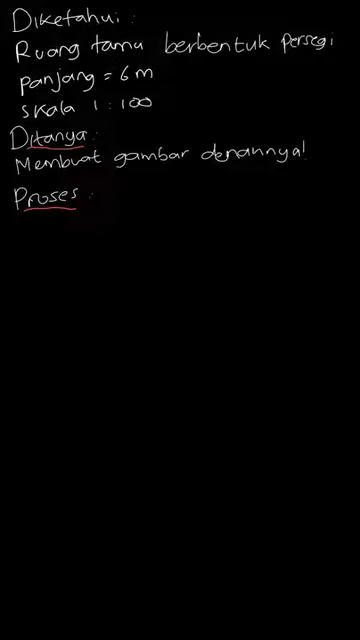 Diketahui :
Ruang tamu berbentuk persegi
panjang = 6 m
skala 1 : 100
Ditanya :
Membuat gambar denahnya!
Proses :